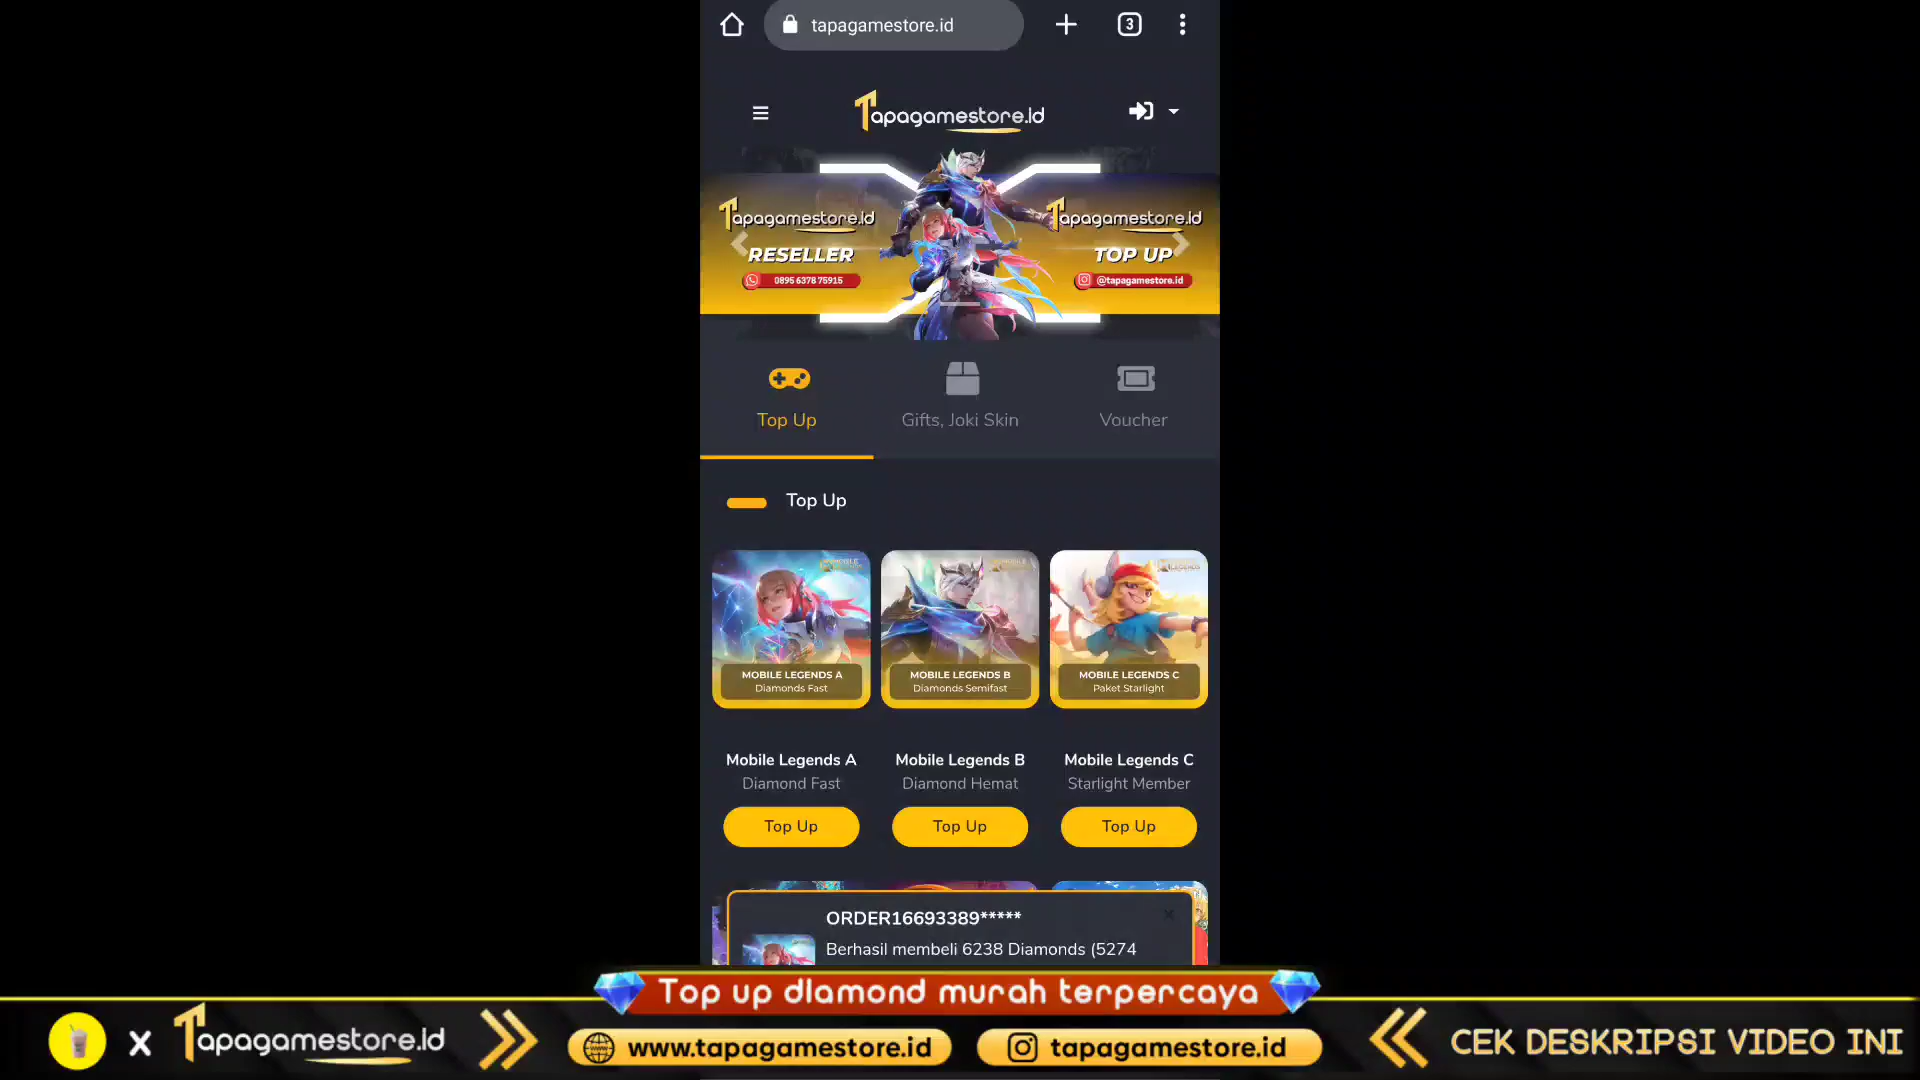 tapagamestore.id
3
Tapagamestore.id
Tapagamestore.id
RESELLER
0895 6378 75915
Tapagamestore.id
TOP UP
@tapagamestore.id
Top Up
Gifts, Joki Skin
Voucher
Top Up
MOBILE LEGENDS A
Diamonds Fast
MOBILE LEGENDS B
Diamonds Semifast
LEGENDS
MOBILE LEGENDS C
Paket Starlight
Mobile Legends A
Diamond Fast
Top Up
Mobile Legends B
Diamond Hemat
Top Up
Mobile Legends C
Starlight Member
Top Up
ORDER16693389*****
Berhasil membeli 6238 Diamonds (5274
Top up diamond murah terpercaya
X
Tapagamestore.id
www.tapagamestore.id
tapagamestore.id
CEK DESKRIPSI VIDEO INI